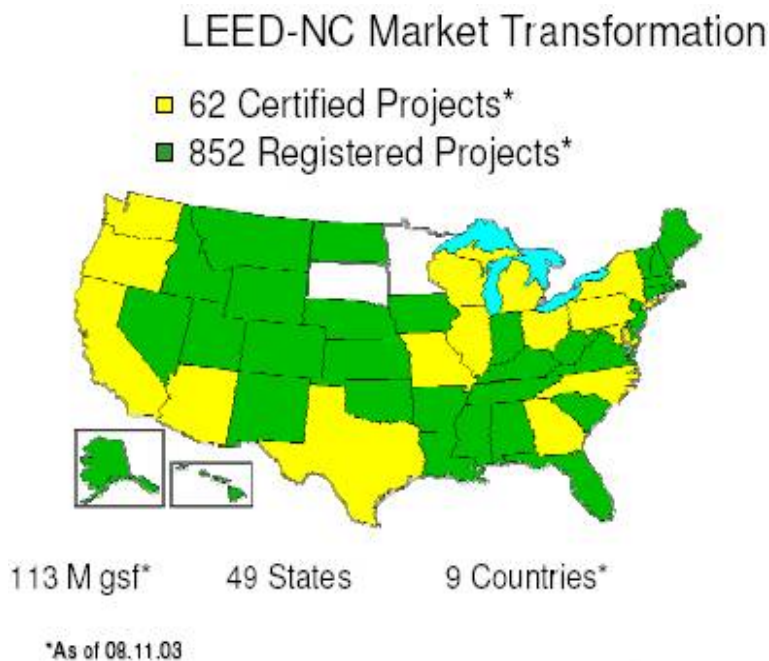 LEED-NC Market Transformation
62 Certified Projects*
852 Registered Projects*
113 M gsf* 49 States 9 Countries*
*As of 08.11.03